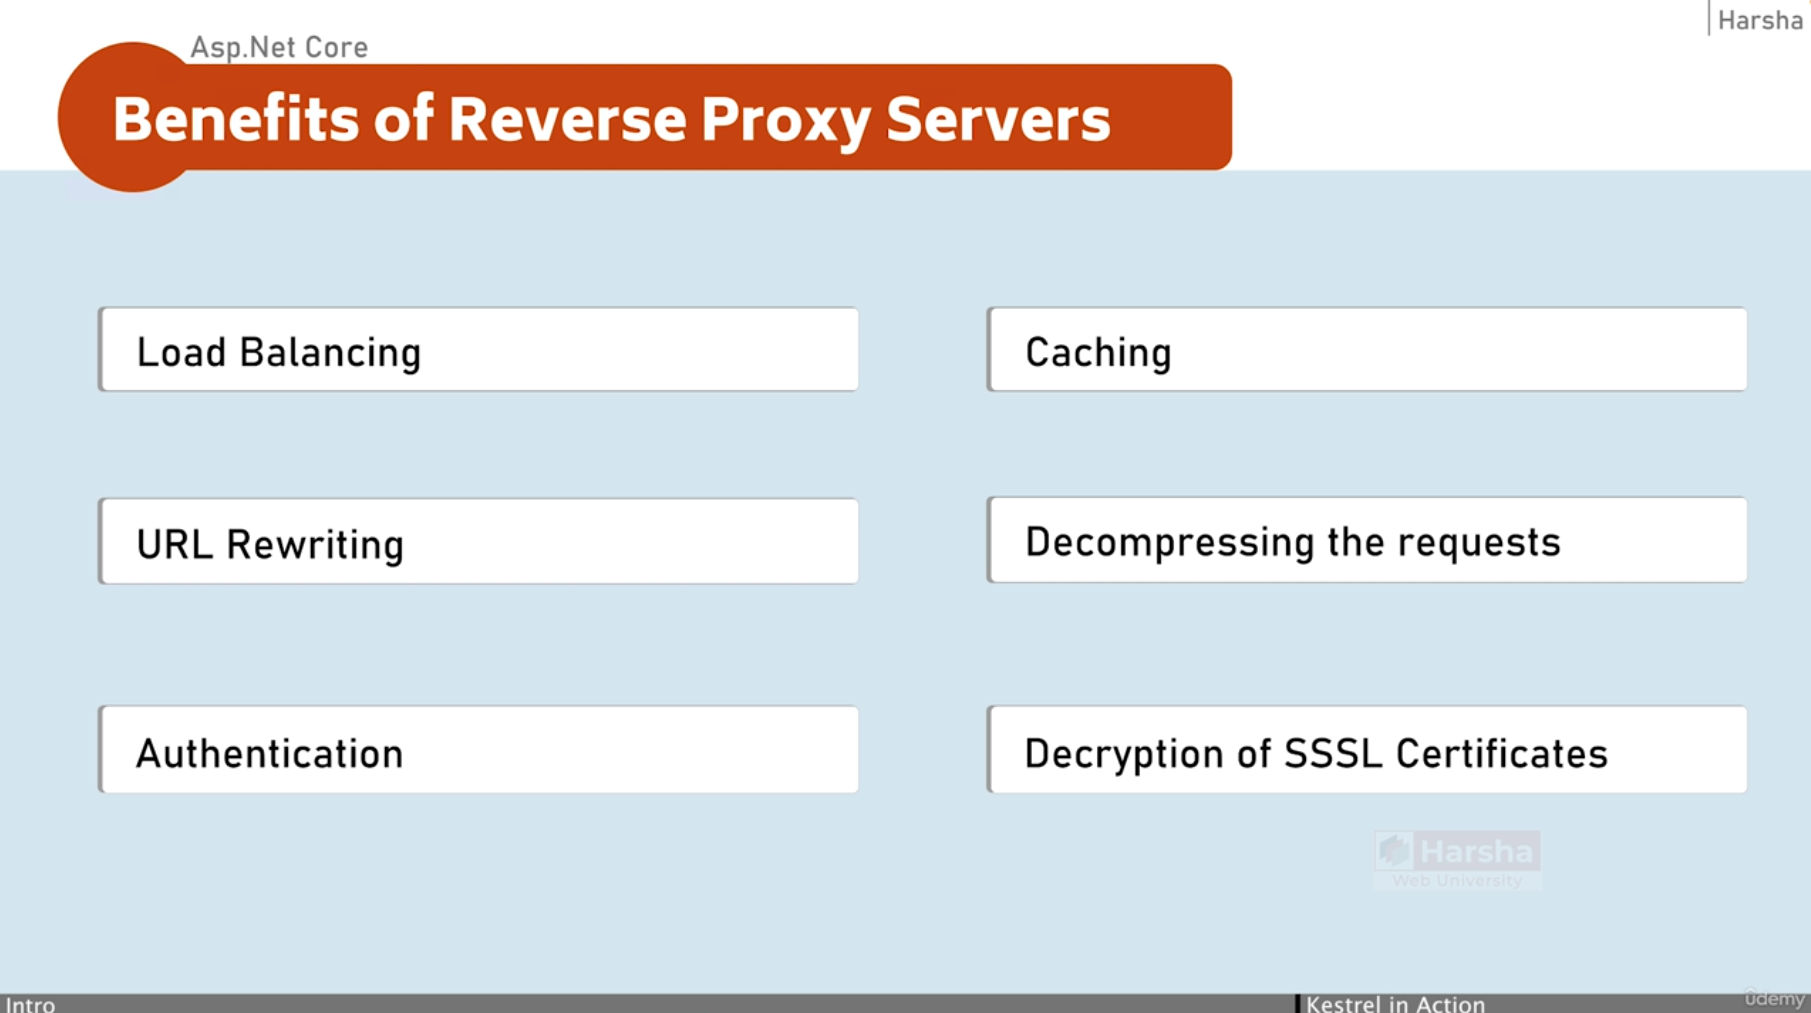 Harsha
Asp.Net Core
Benefits of Reverse Proxy Servers
Load Balancing
Caching
URL Rewriting
Decompressing the requests
Authentication
Decryption of SSSL Certificates
Harsha
Web University
Intro
Kestrel in Action
ûdemy